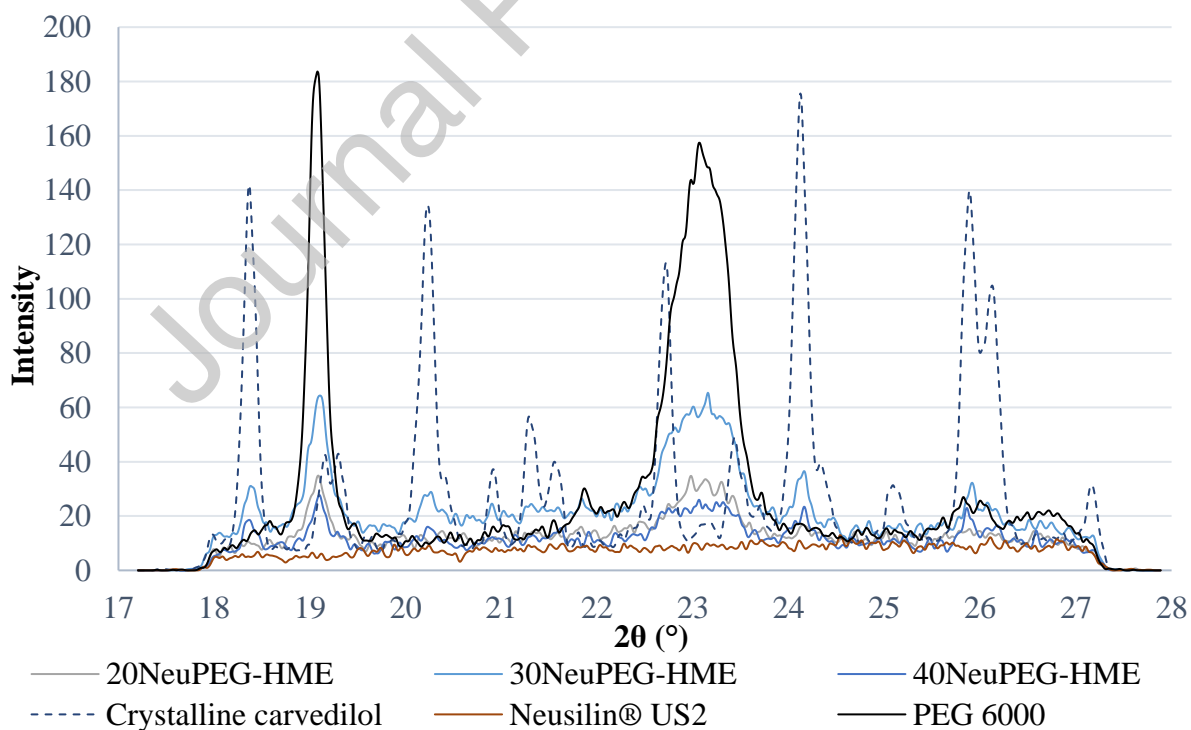 Journal P
200
180
160
140
120
100
80
60
40
20
0
Intensity
17 18 19 20 21 22 23 24 25 26 27 28
2θ (°)
20NeuPEG-HME 30NeuPEG-HME 40NeuPEG-HME
Crystalline carvedilol Neusilin® US2 PEG 6000